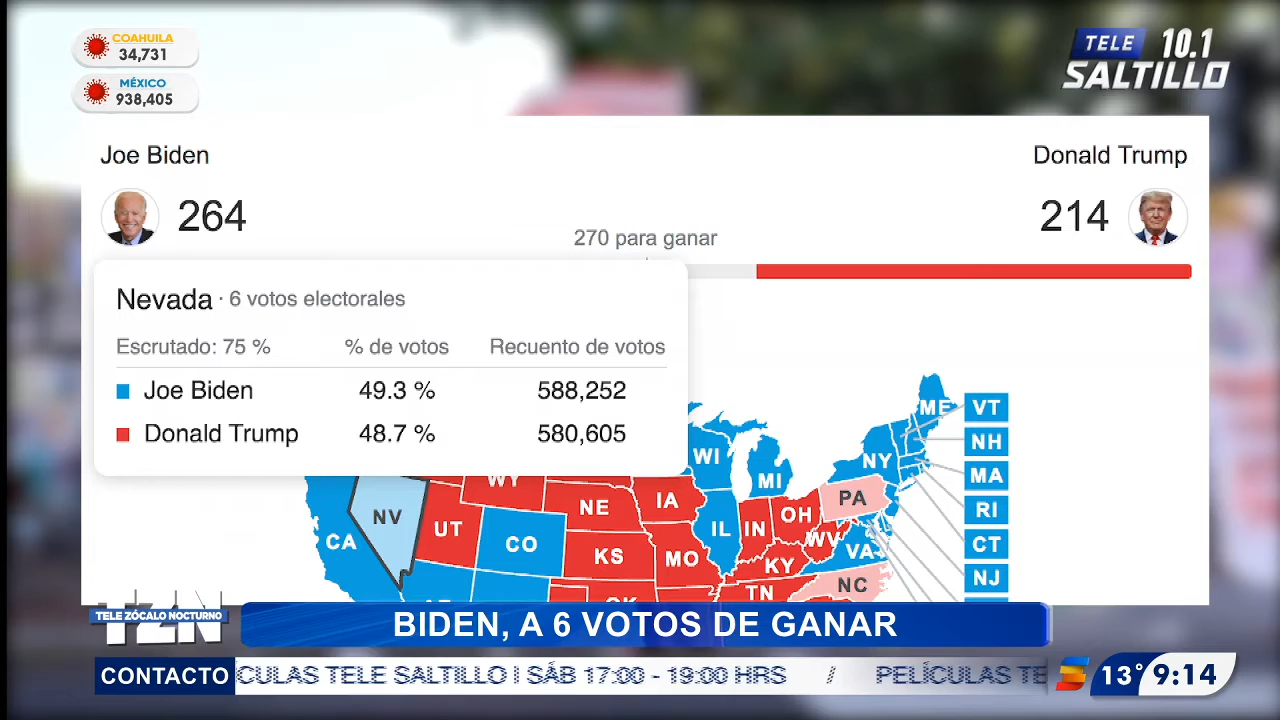 COAHUILA
34,731
MÉXICO
938,405
TELE 10.1
SALTILLO
Joe Biden
Donald Trump
264
214
270 para ganar
Nevada · 6 votos electorales
Escrutado: 75 % % de votos Recuento de votos
Joe Biden 49.3 % 588,252
Donald Trump 48.7 % 580,605
ME
VT
NH
MA
RI
CT
NJ
WI
MI
NY
PA
WY
NE
IA
NV
UT
CO
IL
IN
OH
CA
KS
MO
WV
VA
KY
TN
NC
OK
TZN
TELE ZÓCALO NOCTURNO
BIDEN, A 6 VOTOS DE GANAR
CONTACTO
CULAS TELE SALTILLO | SÁB 17:00 - 19:00 HRS / PELÍCULAS TE
13° 9:14